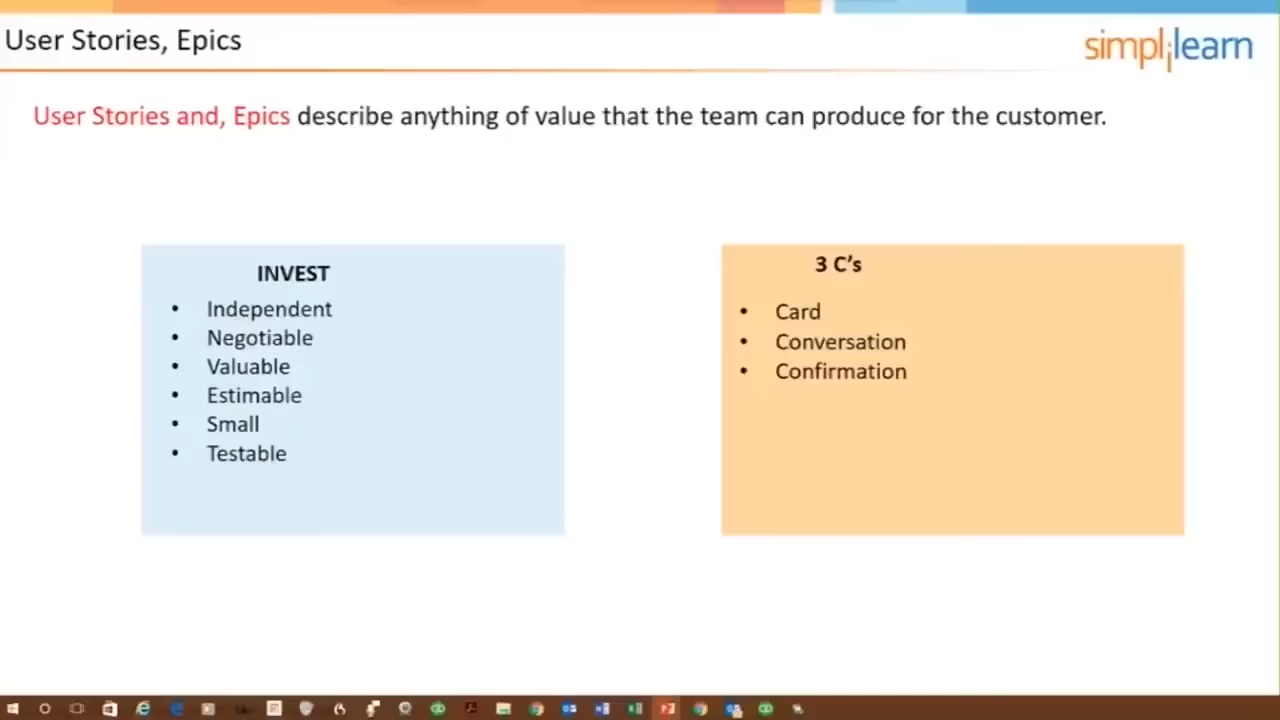 User Stories, Epics
simplilearn
User Stories and, Epics describe anything of value that the team can produce for the customer.
INVEST
• Independent
• Negotiable
• Valuable
• Estimable
• Small
• Testable
3 C’s
• Card
• Conversation
• Confirmation